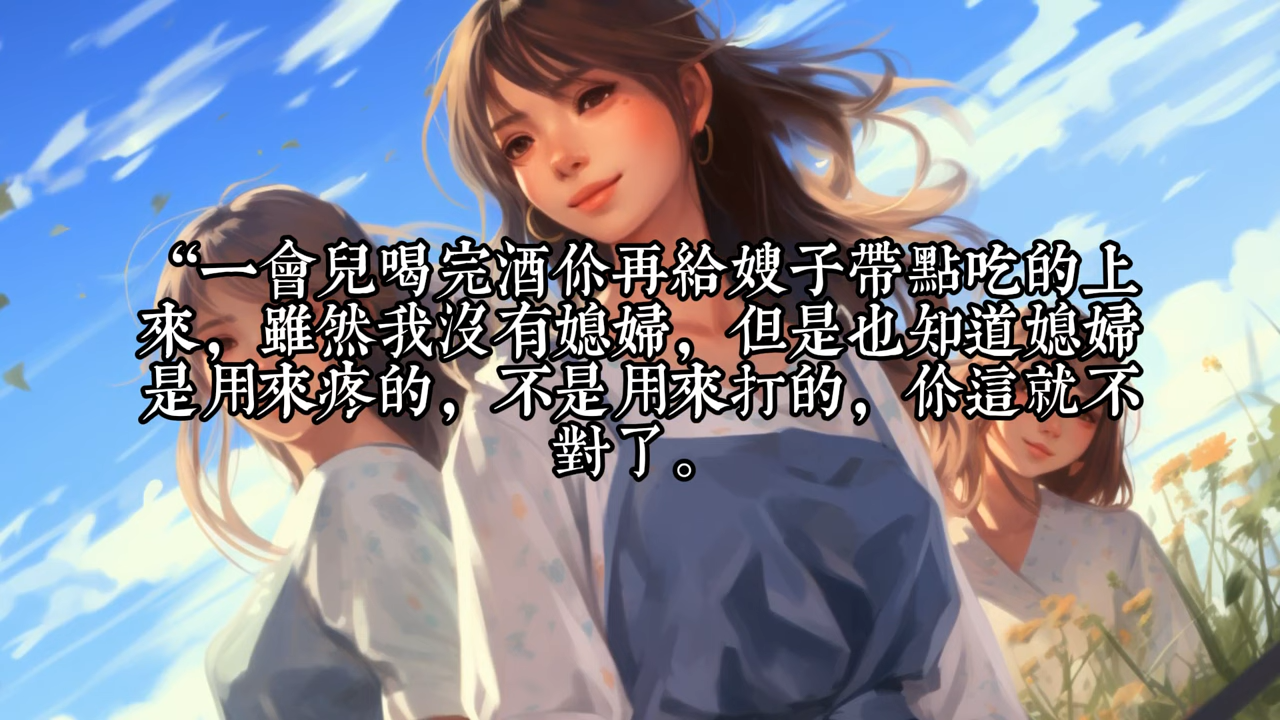 “一會兒喝完酒你再給嫂子帶點吃的上
來，雖然我沒有媳婦，但是也知道媳婦
是用來疼的，不是用來打的，你這就不
對了。